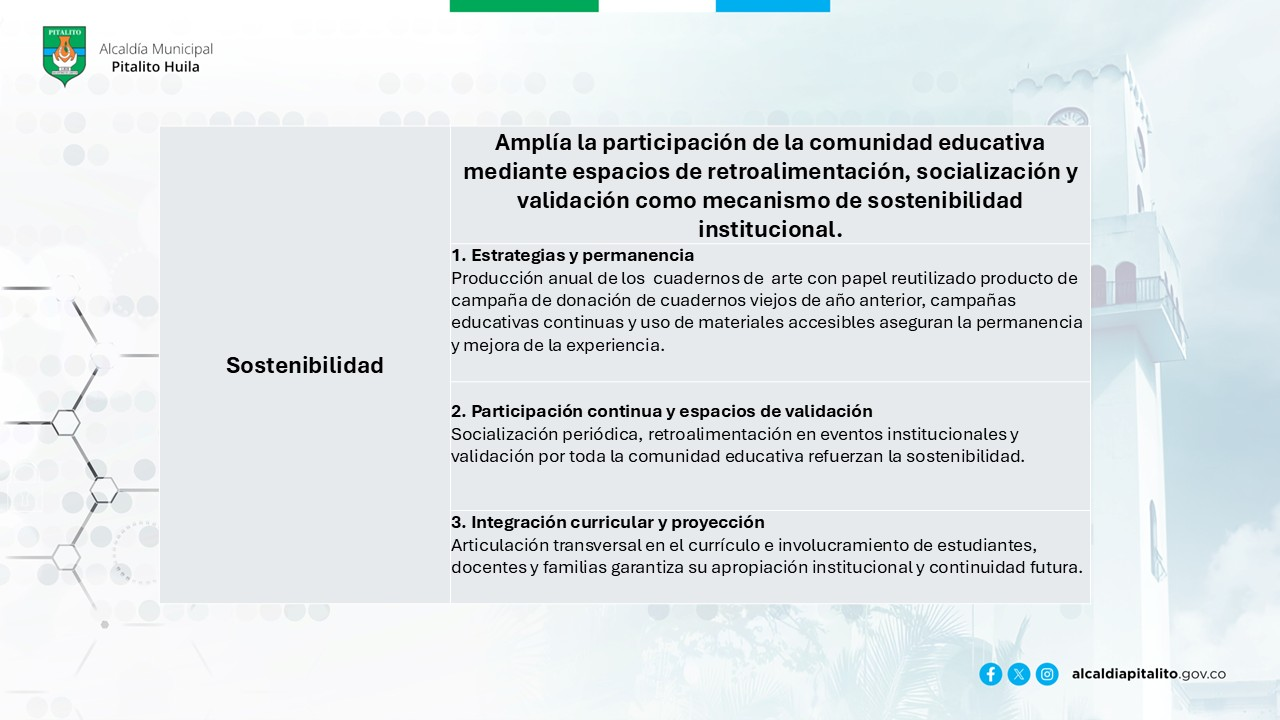 PITALITO
Alcaldía Municipal
Pitalito Huila
Sostenibilidad
Amplía la participación de la comunidad educativa
mediante espacios de retroalimentación, socialización y
validación como mecanismo de sostenibilidad
institucional.
1. Estrategias y permanencia
Producción anual de los  cuadernos de  arte con papel reutilizado producto de
campaña de donación de cuadernos viejos de año anterior, campañas
educativas continuas y uso de materiales accesibles aseguran la permanencia
y mejora de la experiencia.
2. Participación continua y espacios de validación
Socialización periódica, retroalimentación en eventos institucionales y
validación por toda la comunidad educativa refuerzan la sostenibilidad.
3. Integración curricular y proyección
Articulación transversal en el currículo e involucramiento de estudiantes,
docentes y familias garantiza su apropiación institucional y continuidad futura.
alcaldiapitalito.gov.co